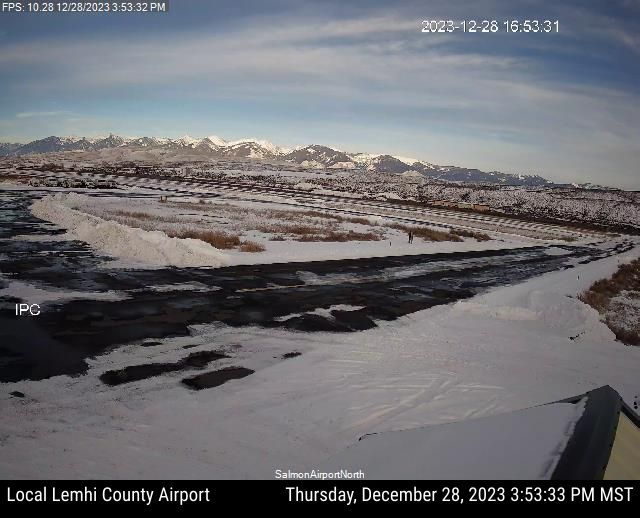 FPS: 10.28 12/28/2023 3:53:32 PM
2023-12-28 16:53:31
IPC
SalmonAirportNorth
Local Lemhi County Airport Thursday, December 28, 2023 3:53:33 PM MST